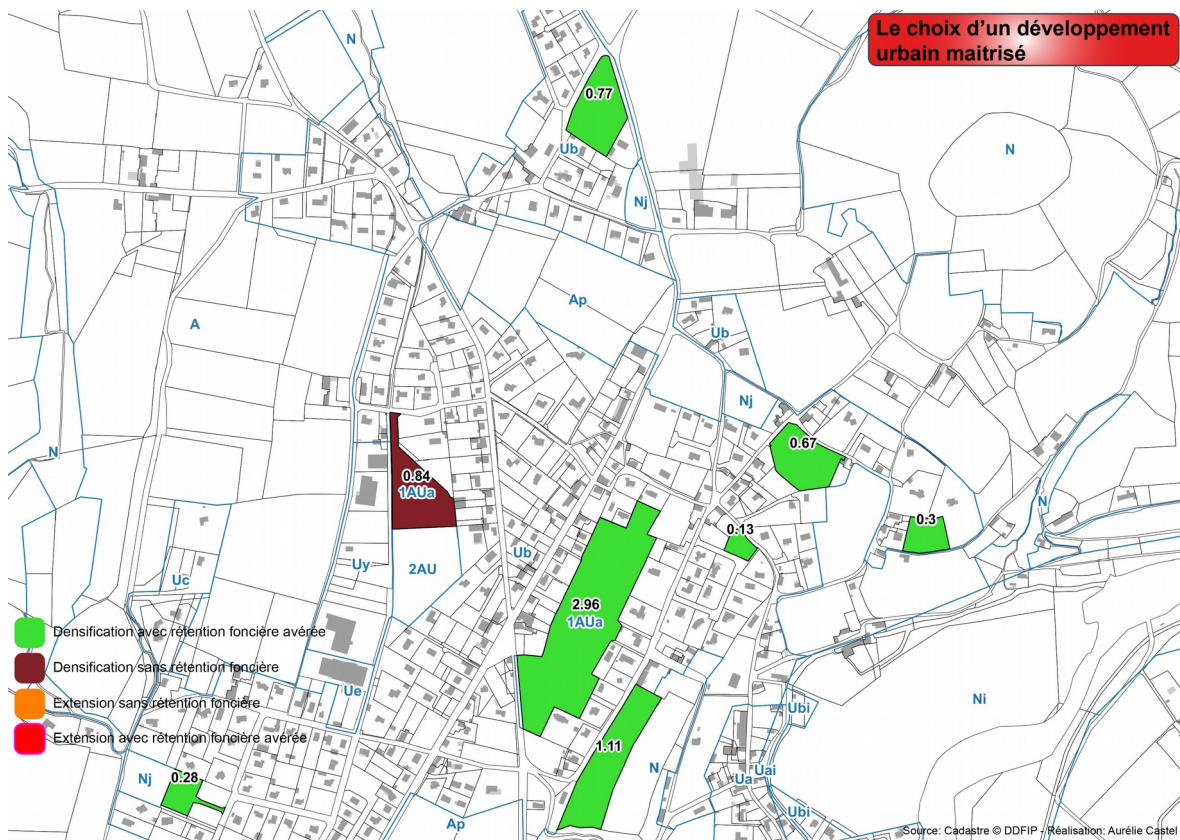 Le choix d'un développement
urbain maitrisé
N
0.77
Ub
N
Nj
Ap
A
Ub
Nj
0.67
N
0.84
1AUa
N
0.3
0.13
Ub
Uy
2AU
Uc
2.96
1AUa
Densification avec rétention foncière avérée
Densification sans rétention foncière
Ue
Extension sans rétention foncière
Ubi
Ni
Extension avec rétention foncière avérée
1.11
N
Uai
Nj
0.28
Ua
Ubi
Ap
Source: Cadastre © DDFIP - Réalisation: Aurélie Castel